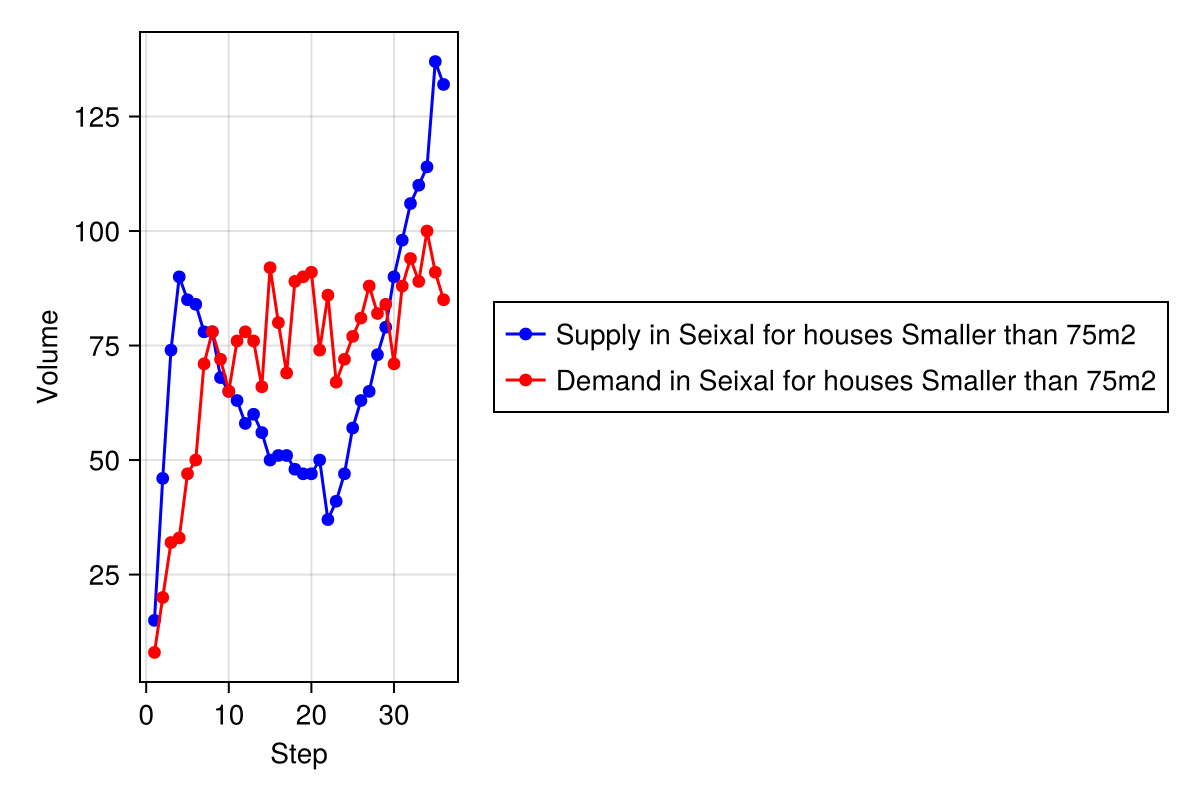 125
100
75
50
25
Volume
0 10 20 30
Step
Supply in Seixal for houses Smaller than 75m2
Demand in Seixal for houses Smaller than 75m2